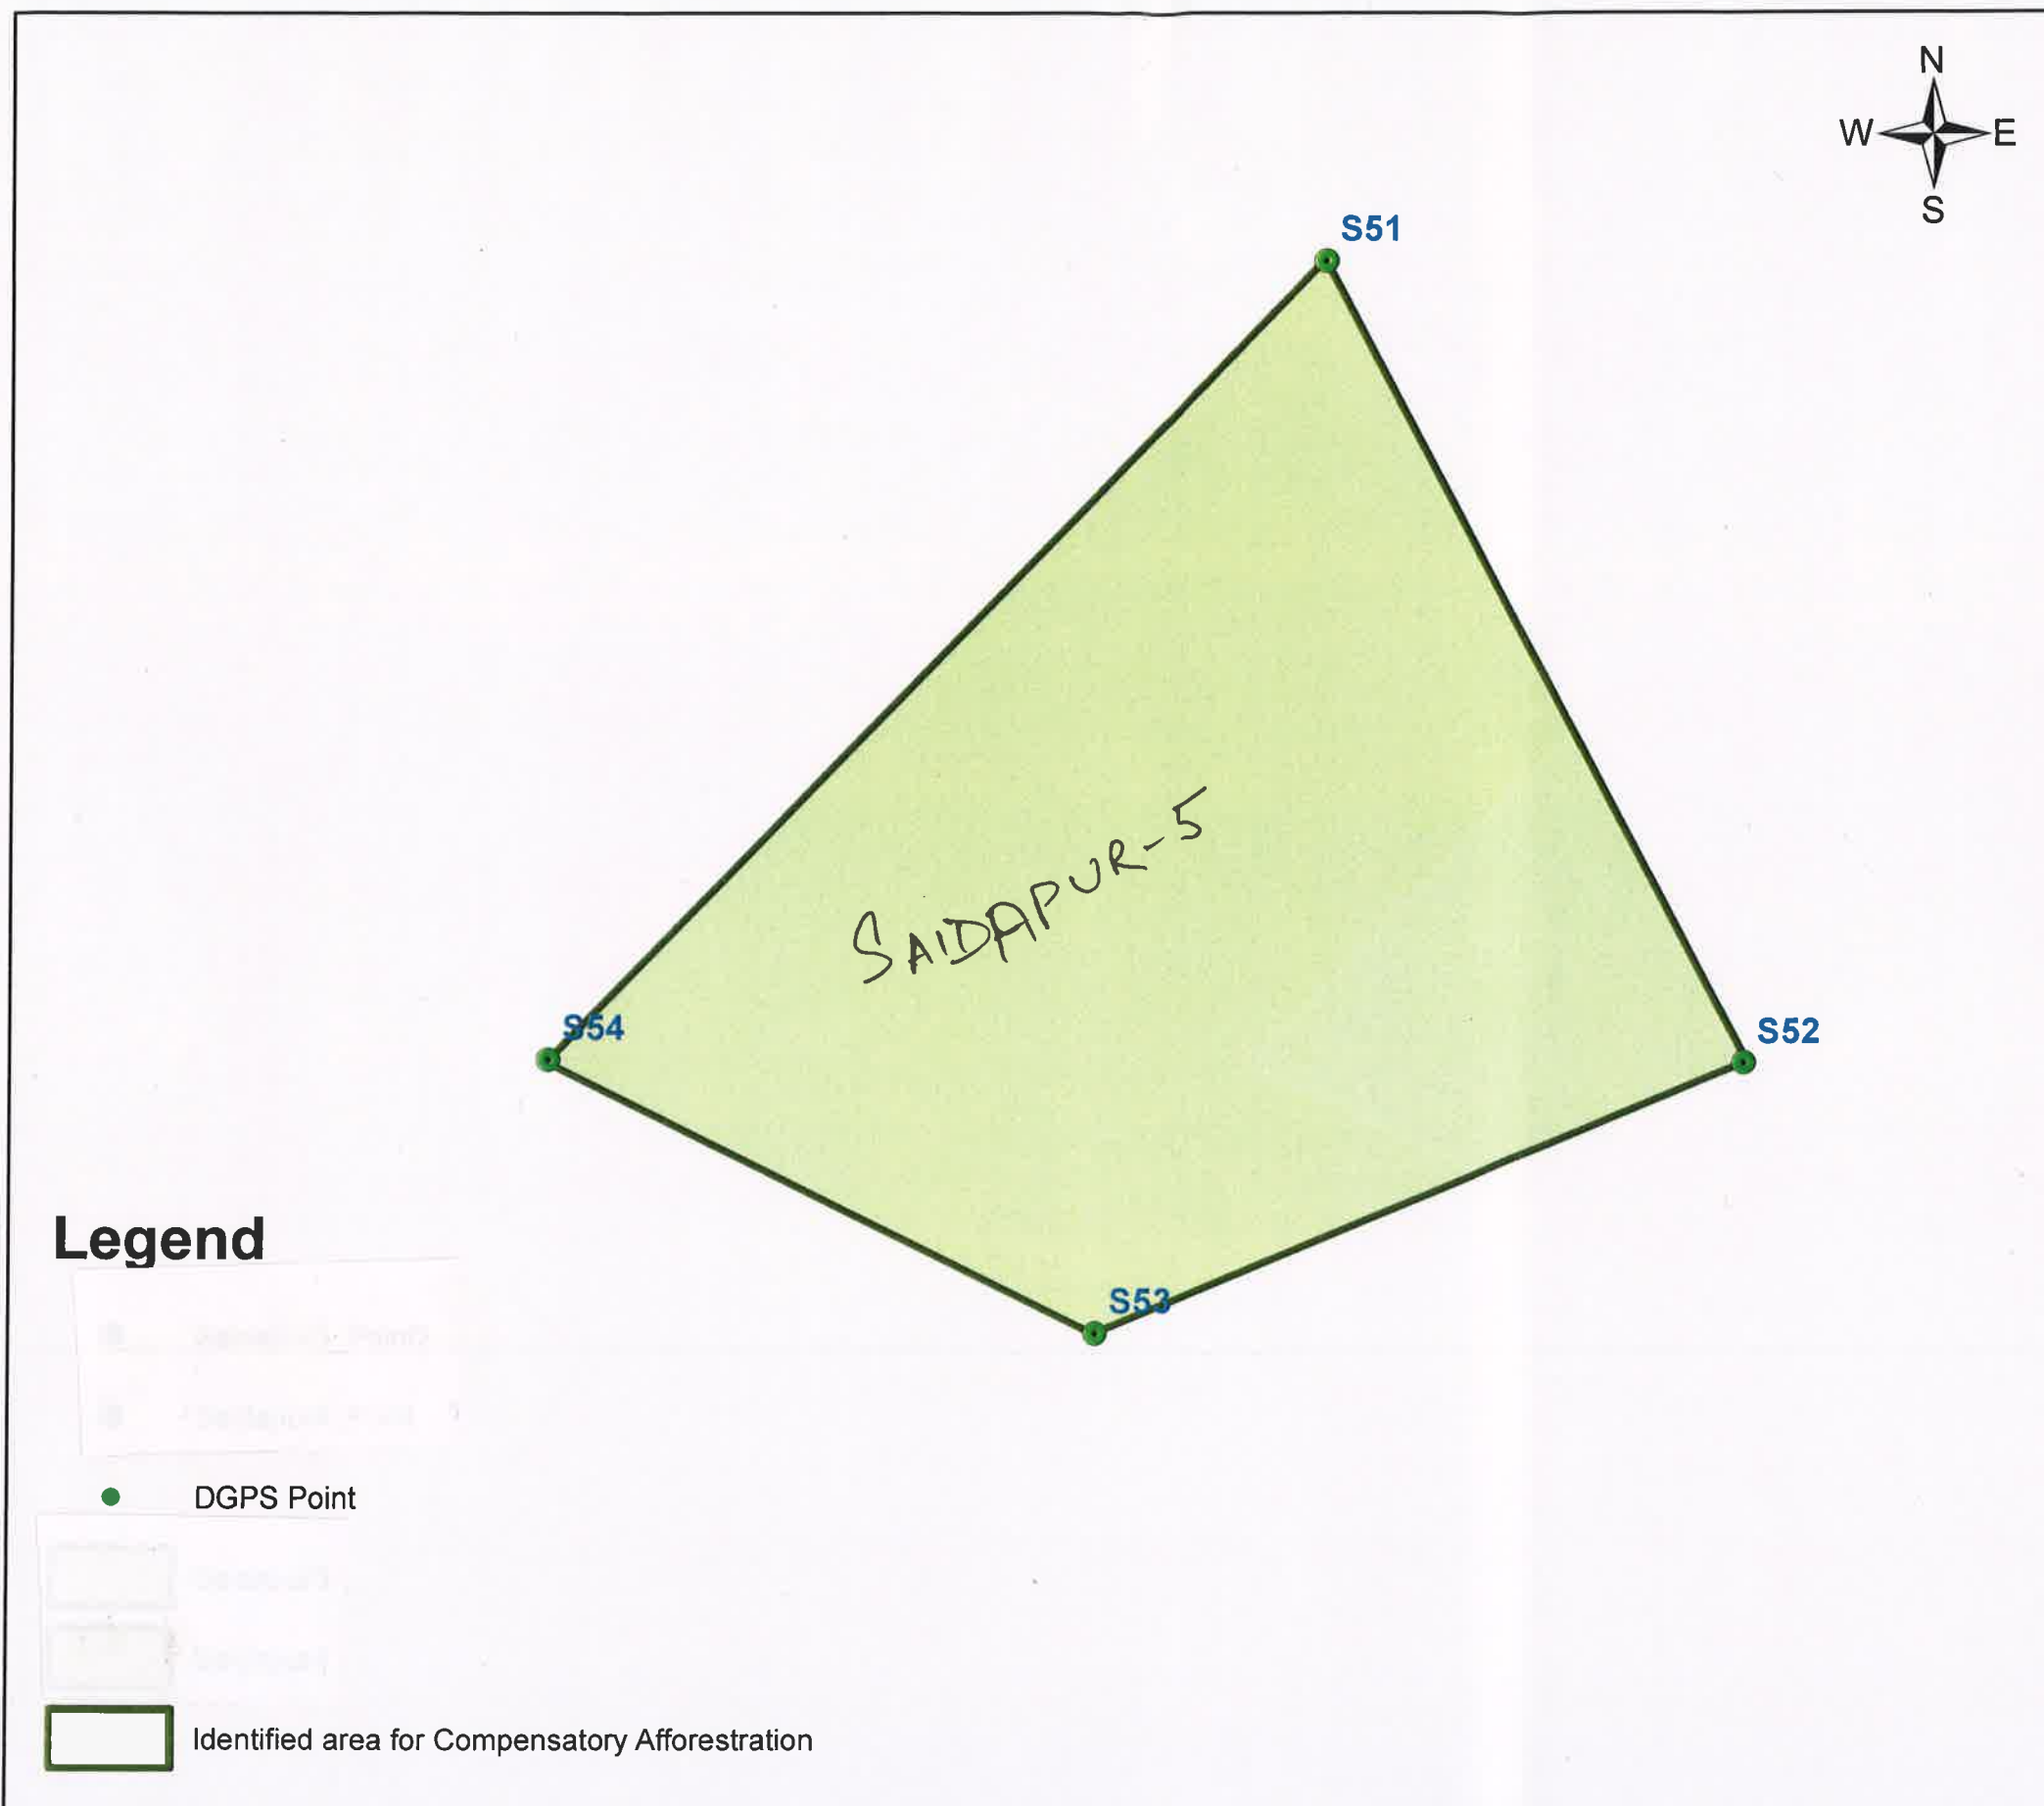 N
W E
S
S51
SAIDAPUR-5
S54
S52
S53
Legend
DGPS Point
Identified area for Compensatory Afforestration